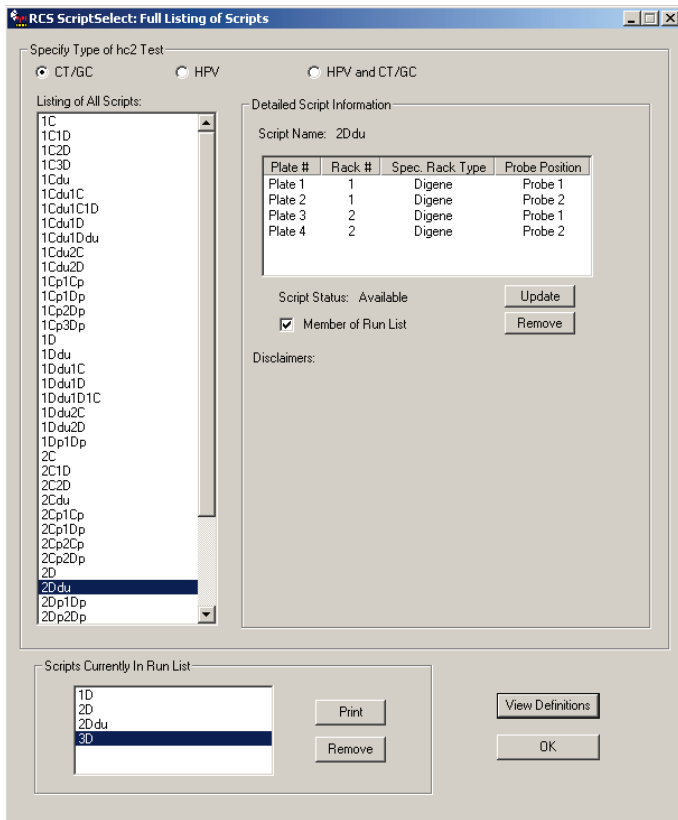 RCS ScriptSelect: Full Listing of Scripts
Specify Type of hc2 Test
CT/GC HPV HPV and CT/GC
Listing of All Scripts:
1C
1C1D
1C2D
1C3D
1Cdu
1Cdu1C
1Cdu1C1D
1Cdu1D
1Cdu1Ddu
1Cdu2C
1Cdu2D
1Cp1Cp
1Cp1Dp
1Cp2Dp
1Cp3Dp
1D
1Ddu
1Ddu1C
1Ddu1D
1Ddu1D1C
1Ddu2C
1Ddu2D
1Dp1Dp
2C
2C1D
2C2D
2Cdu
2Cp1Cp
2Cp1Dp
2Cp2Cp
2Cp2Dp
2D
2Ddu
2Dp1Dp
2Dp2Dp
Detailed Script Information
Script Name: 2Ddu
Plate # Rack # Spec. Rack Type Probe Position
Plate 1 1 Digene Probe 1
Plate 2 1 Digene Probe 2
Plate 3 2 Digene Probe 1
Plate 4 2 Digene Probe 2
Script Status: Available Update
Member of Run List Remove
Disclaimers:
Scripts Currently In Run List
1D
2D
2Ddu
3D
Print
Remove
View Definitions
OK